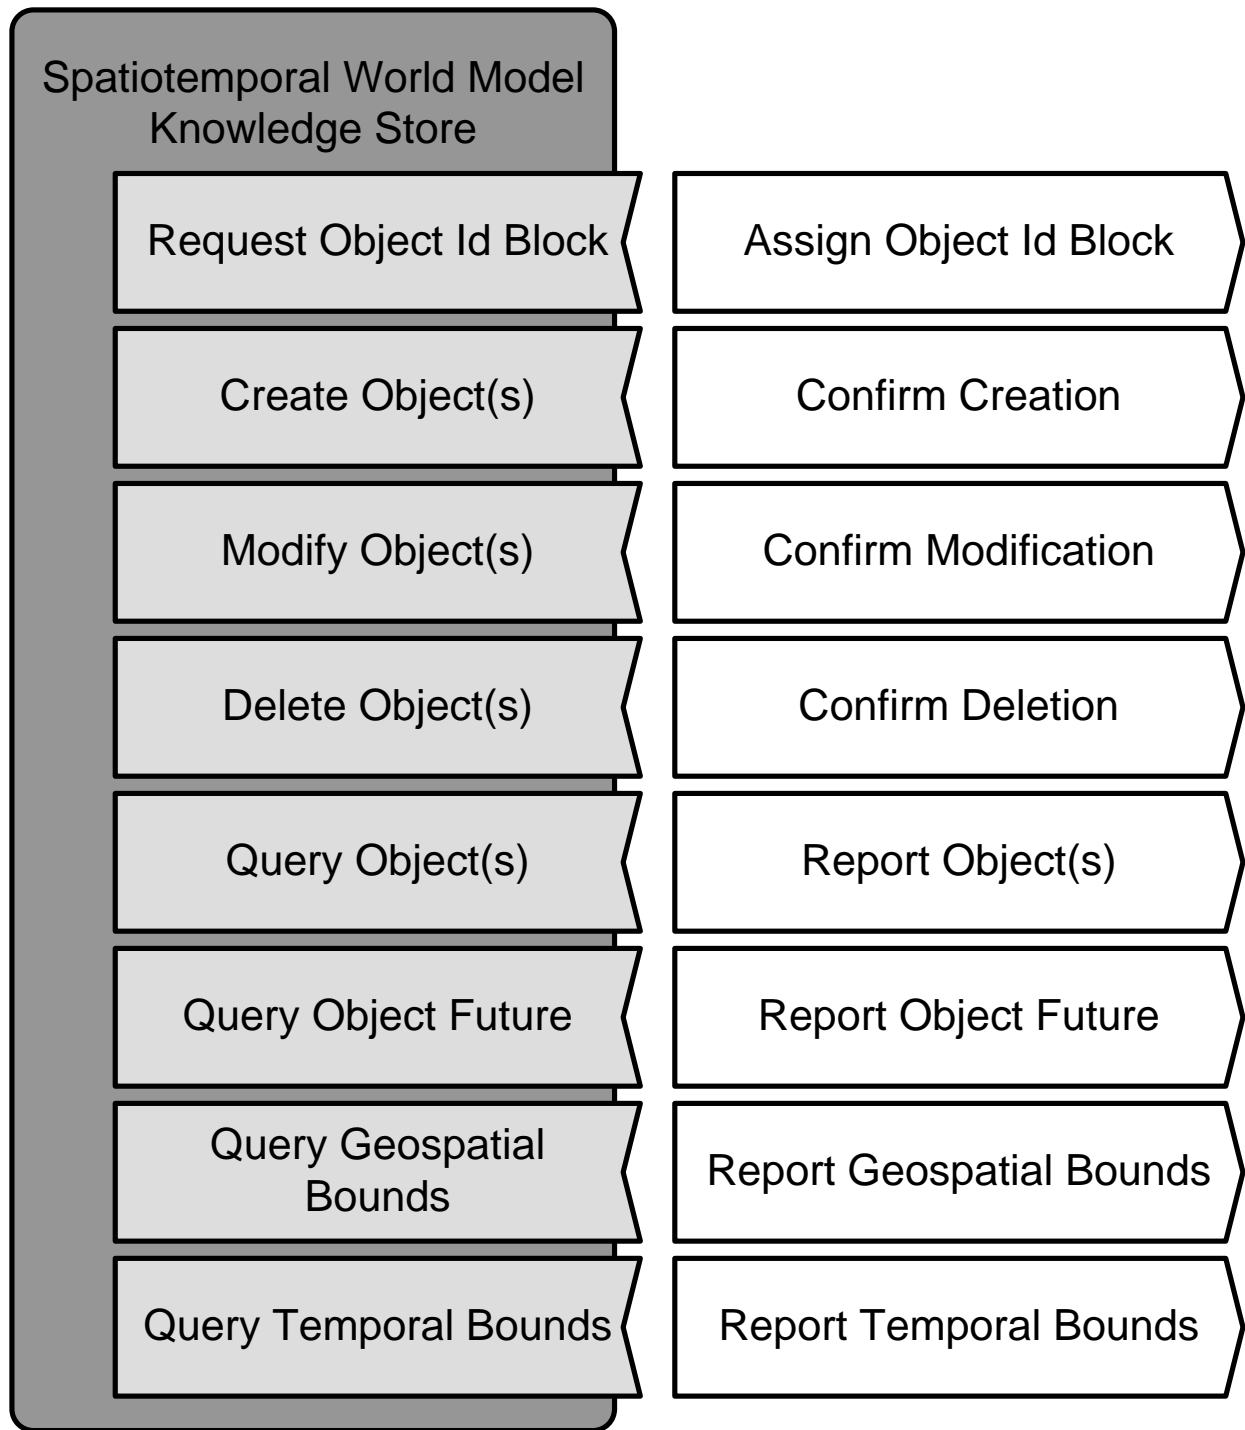 Spatiotemporal World Model
Knowledge Store
Request Object Id Block
Assign Object Id Block
Create Object(s)
Confirm Creation
Modify Object(s)
Confirm Modification
Delete Object(s)
Confirm Deletion
Query Object(s)
Report Object(s)
Query Object Future
Report Object Future
Query Geospatial
Bounds
Report Geospatial Bounds
Query Temporal Bounds
Report Temporal Bounds